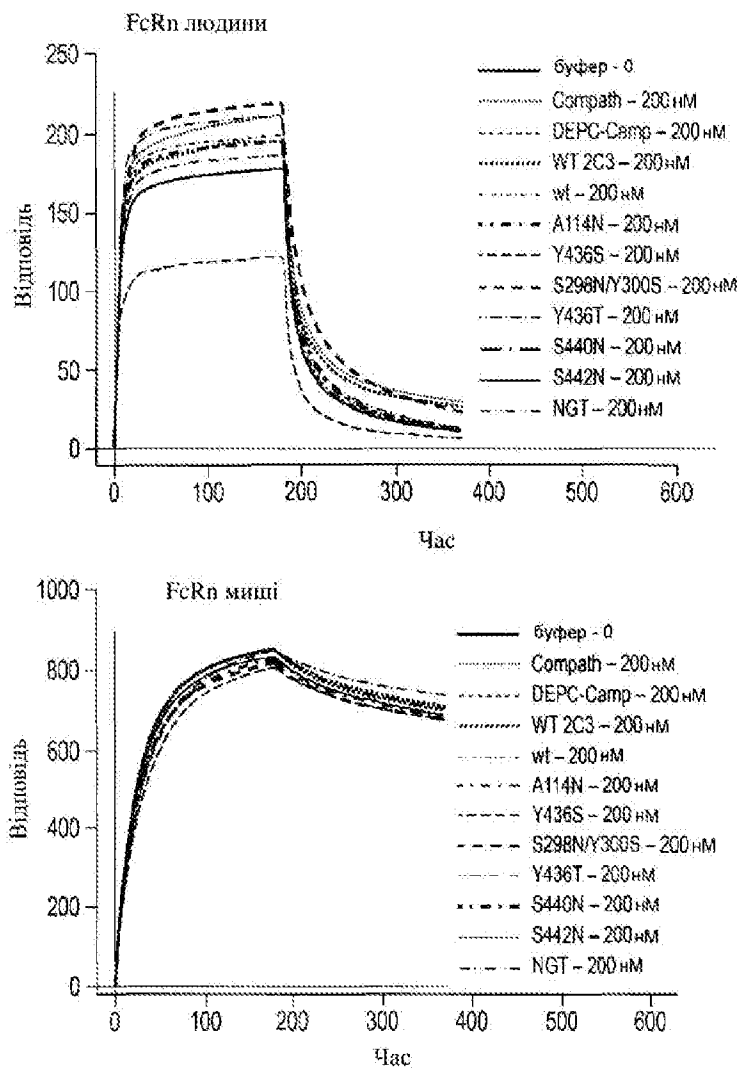 FcRn людини
250
200
150
100
50
0
Відповідь
0 100 200 300 400 500 600
Час
буфер - 0
Compath - 200 нМ
DEPC-Camp - 200 нМ
WT 2C3 - 200 нМ
wt - 200 нМ
A114N - 200 нМ
Y436S - 200 нМ
S298N/Y300S - 200 нМ
Y436T - 200 нМ
S440N - 200 нМ
S442N - 200 нМ
NGT - 200 нМ
FcRn миші
1000
800
600
400
200
0
Відповідь
0 100 200 300 400 500 600
Час
буфер - 0
Compath - 200 нМ
DEPC-Camp - 200 нМ
WT 2C3 - 200 нМ
wt - 200 нМ
A114N - 200 нМ
Y436S - 200 нМ
S298N/Y300S - 200 нМ
Y436T - 200 нМ
S440N - 200 нМ
S442N - 200 нМ
NGT - 200 нМ